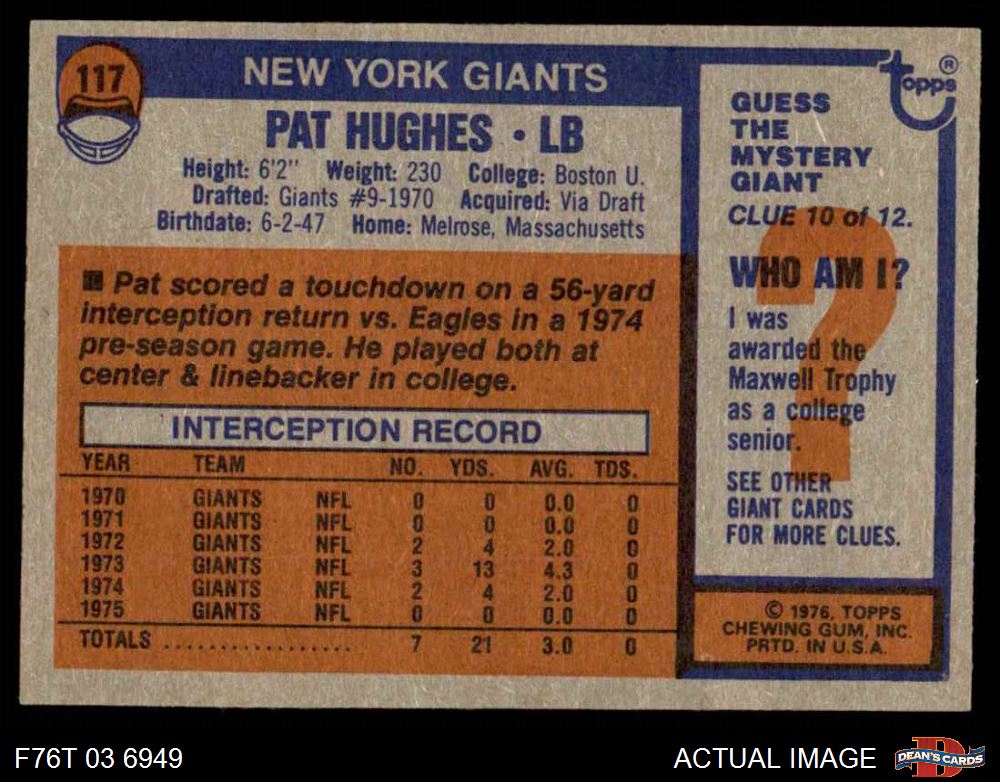 117
NEW YORK GIANTS
PAT HUGHES • LB
Height: 6'2" Weight: 230 College: Boston U.
Drafted: Giants #9-1970 Acquired: Via Draft
Birthdate: 6-2-47 Home: Melrose, Massachusetts
Pat scored a touchdown on a 56-yard
interception return vs. Eagles in a 1974
pre-season game. He played both at
center & linebacker in college.
INTERCEPTION RECORD
YEAR TEAM NO. YDS. AVG. TDS.
1970 GIANTS NFL 0 0 0.0 0
1971 GIANTS NFL 0 0 0.0 0
1972 GIANTS NFL 2 4 2.0 0
1973 GIANTS NFL 3 13 4.3 0
1974 GIANTS NFL 2 4 2.0 0
1975 GIANTS NFL 0 0 0.0 0
TOTALS .................. 7 21 3.0 0
topps ®
GUESS
THE
MYSTERY
GIANT
CLUE 10 of 12.
?
WHO AM I?
I was
awarded the
Maxwell Trophy
as a college
senior.
SEE OTHER
GIANT CARDS
FOR MORE CLUES.
© 1976, TOPPS
CHEWING GUM, INC.
PRTD. IN U.S.A.
F76T 03 6949
ACTUAL IMAGE
D
DEAN'S CARDS